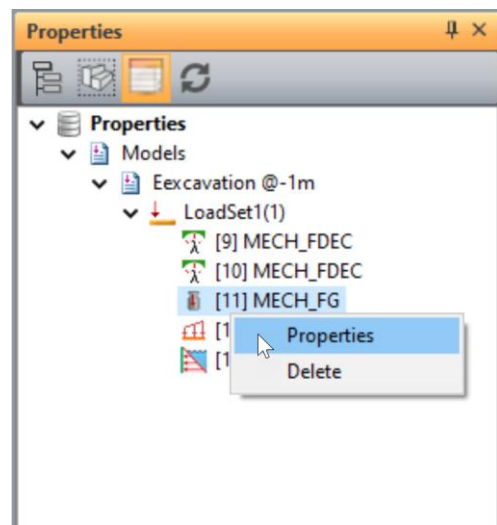 Properties
Properties
Models
Eexcavation @-1m
LoadSet1(1)
[9] MECH_FDEC
[10] MECH_FDEC
[11] MECH_FG
[1
Properties
[1
Delete